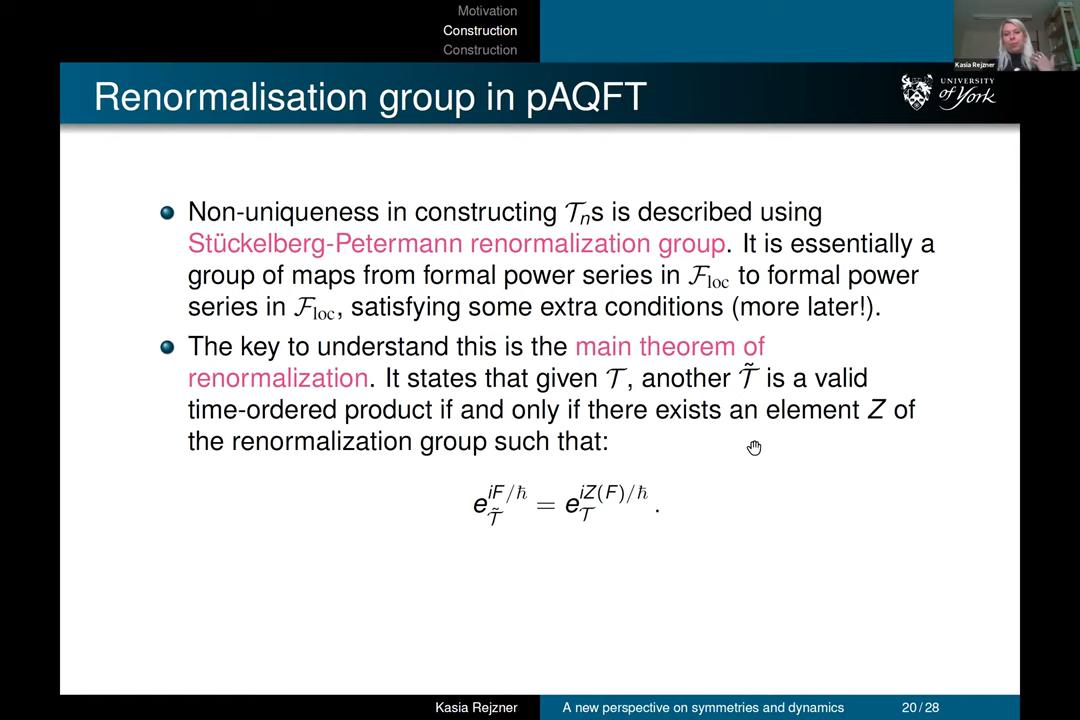 Motivation
Construction
Construction
Kasia Rejzner
Renormalisation group in pAQFT
UNIVERSITY
of York
Non-uniqueness in constructing 𝒯ₙs is described using
Stückelberg-Petermann renormalization group. It is essentially a
group of maps from formal power series in ℱ_loc to formal power
series in ℱ_loc, satisfying some extra conditions (more later!).
The key to understand this is the main theorem of
renormalization. It states that given 𝒯, another 𝒯̃ is a valid
time-ordered product if and only if there exists an element Z of
the renormalization group such that:
e_𝒯̃^{iF/ℏ} = e_𝒯^{iZ(F)/ℏ} .
Kasia Rejzner
A new perspective on symmetries and dynamics
20/28